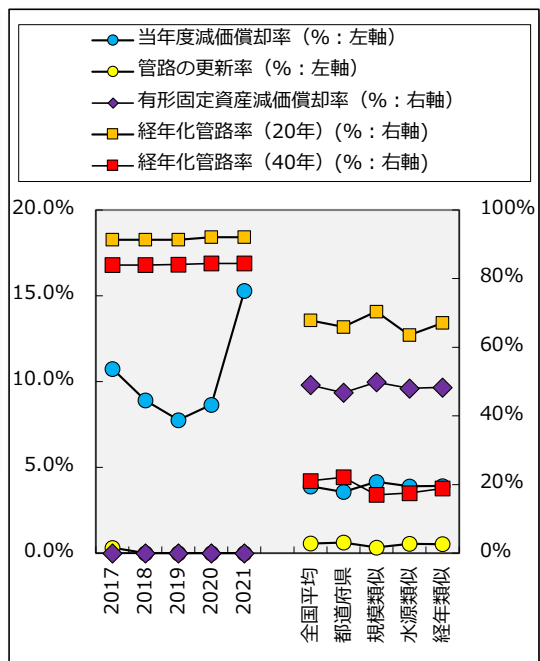 当年度減価償却率（%：左軸）
管路の更新率（%：左軸）
有形固定資産減価償却率（%：右軸）
経年化管路率（20年）(%：右軸)
経年化管路率（40年）(%：右軸)
20.0%
15.0%
10.0%
5.0%
0.0%
100%
80%
60%
40%
20%
0%
2017
2018
2019
2020
2021
全国平均
都道府県
規模類似
水源類似
経年類似